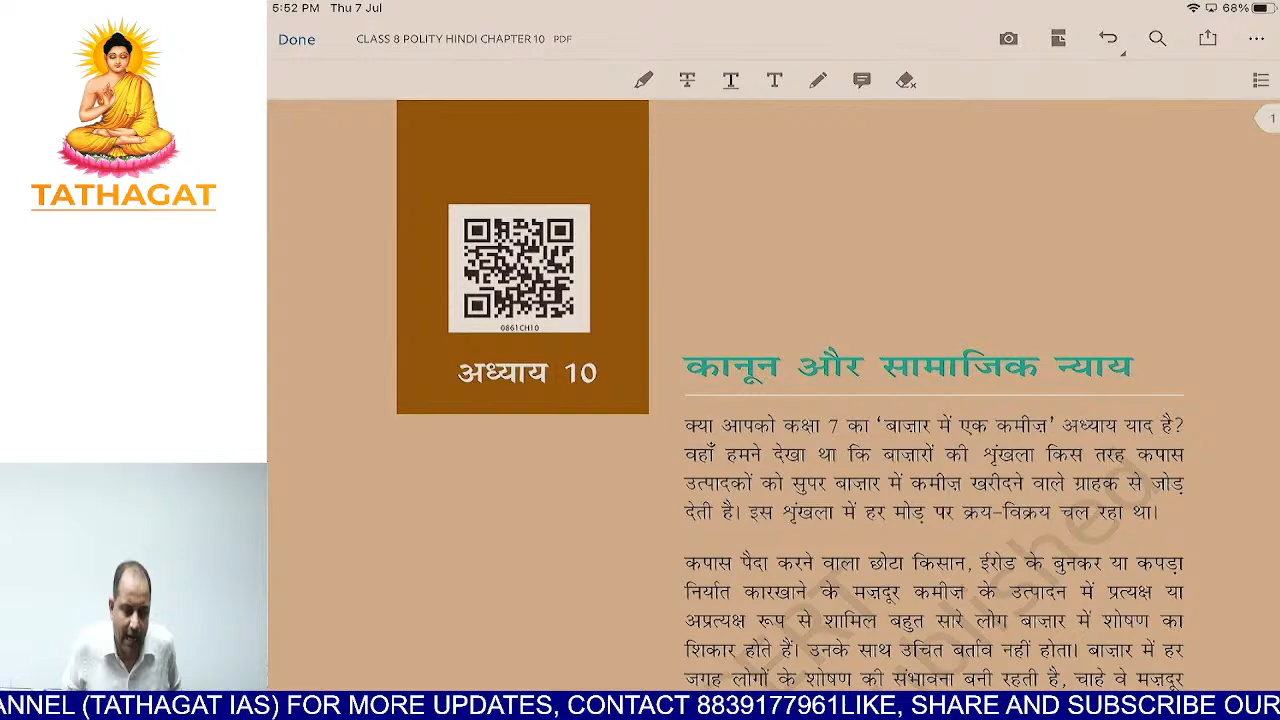 5:52 PM Thu 7 Jul
68%
Done
CLASS 8 POLITY HINDI CHAPTER 10 PDF
1
TATHAGAT
0861CH10
अध्याय 10
कानून और सामाजिक न्याय
क्या आपको कक्षा 7 का ‘बाज़ार में एक कमीज़’ अध्याय याद है?
वहाँ हमने देखा था कि बाज़ारों की शृंखला किस तरह कपास
उत्पादकों को सुपर बाज़ार में कमीज़ खरीदने वाले ग्राहक से जोड़
देती है। इस शृंखला में हर मोड़ पर क्रय-विक्रय चल रहा था।
कपास पैदा करने वाला छोटा किसान, ईरोड के बुनकर या कपड़ा
निर्यात कारखाने के मज़दूर कमीज़ के उत्पादन में प्रत्यक्ष या
अप्रत्यक्ष रूप से शामिल बहुत सारे लोग बाज़ार में शोषण का
शिकार होते हैं। उनके साथ उचित बर्ताव नहीं होता। बाज़ार में हर
जगह लोगों के शोषण की संभावना बनी रहती है, चाहे वे मज़दूर
ANNEL (TATHAGAT IAS) FOR MORE UPDATES, CONTACT 8839177961LIKE, SHARE AND SUBSCRIBE OUR